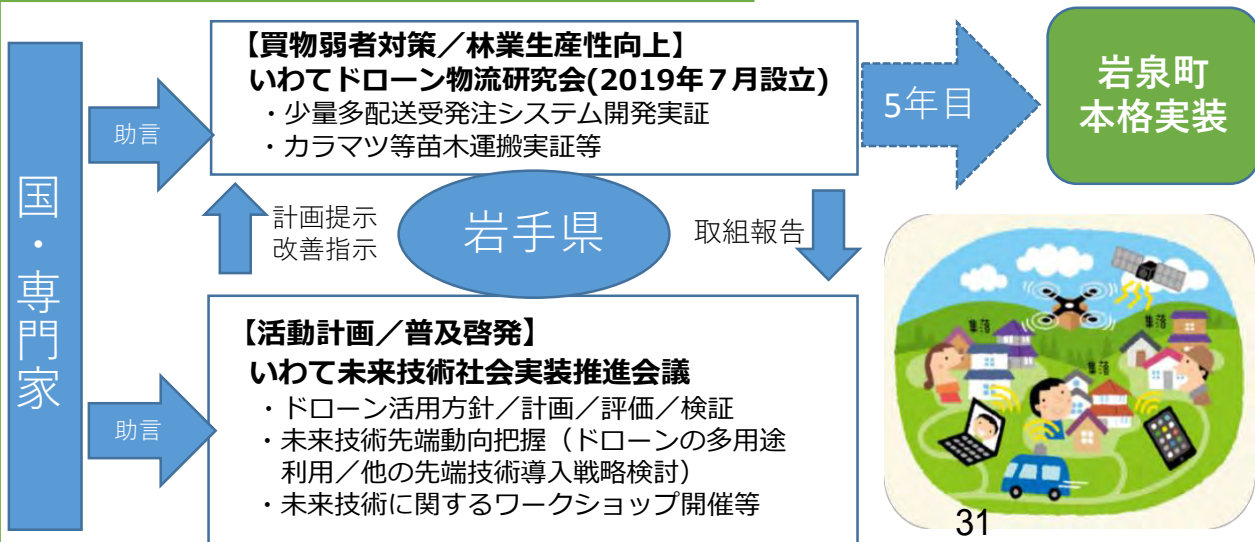 国・専門家
助言
【買物弱者対策／林業生産性向上】
いわてドローン物流研究会(2019年７月設立)
・少量多配送受発注システム開発実証
・カラマツ等苗木運搬実証等
5年目
岩泉町
本格実装
計画提示
改善指示
岩手県
取組報告
助言
【活動計画／普及啓発】
いわて未来技術社会実装推進会議
・ドローン活用方針／計画／評価／検証
・未来技術先端動向把握（ドローンの多用途
利用／他の先端技術導入戦略検討）
・未来技術に関するワークショップ開催等
集落
集落
集落
31